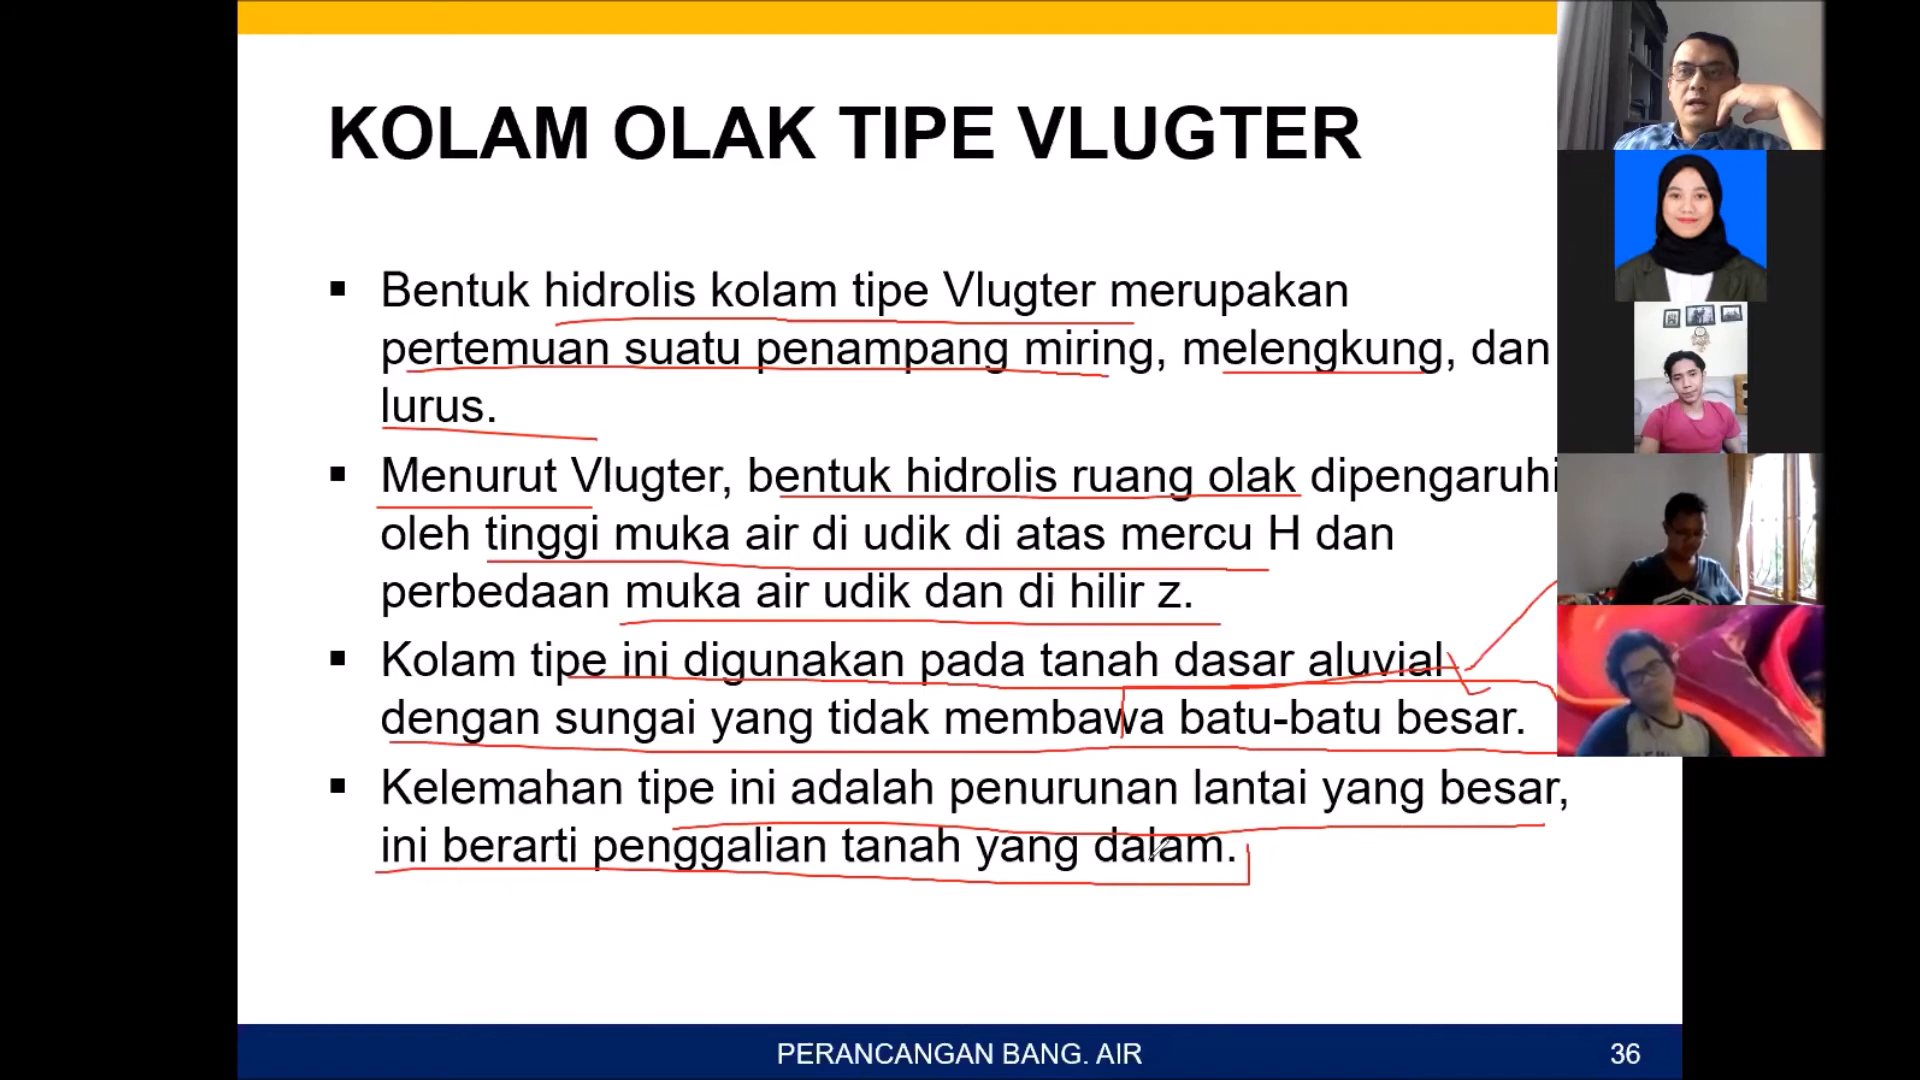 KOLAM OLAK TIPE VLUGTER
▪ Bentuk hidrolis kolam tipe Vlugter merupakan
pertemuan suatu penampang miring, melengkung, dan
lurus.
▪ Menurut Vlugter, bentuk hidrolis ruang olak dipengaruhi
oleh tinggi muka air di udik di atas mercu H dan
perbedaan muka air udik dan di hilir z.
▪ Kolam tipe ini digunakan pada tanah dasar aluvial
dengan sungai yang tidak membawa batu-batu besar.
▪ Kelemahan tipe ini adalah penurunan lantai yang besar,
ini berarti penggalian tanah yang dalam.
PERANCANGAN BANG. AIR
36